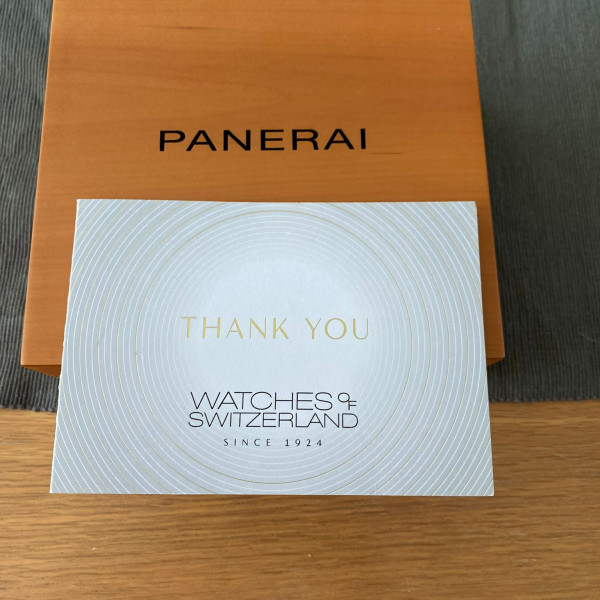 PANERAI
THANK YOU
WATCHES OF
SWITZERLAND
SINCE 1924